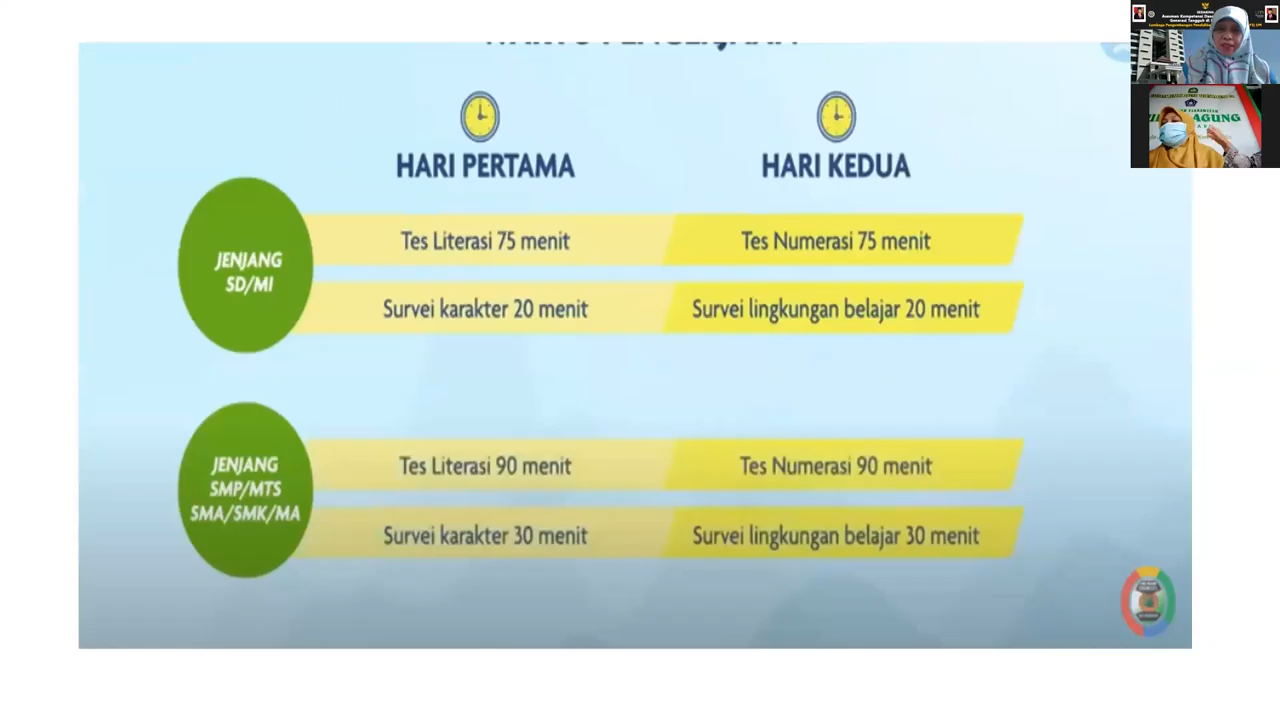 HARI PERTAMA
HARI KEDUA
JENJANG
SD/MI
Tes Literasi 75 menit
Tes Numerasi 75 menit
Survei karakter 20 menit
Survei lingkungan belajar 20 menit
JENJANG
SMP/MTS
SMA/SMK/MA
Tes Literasi 90 menit
Tes Numerasi 90 menit
Survei karakter 30 menit
Survei lingkungan belajar 30 menit